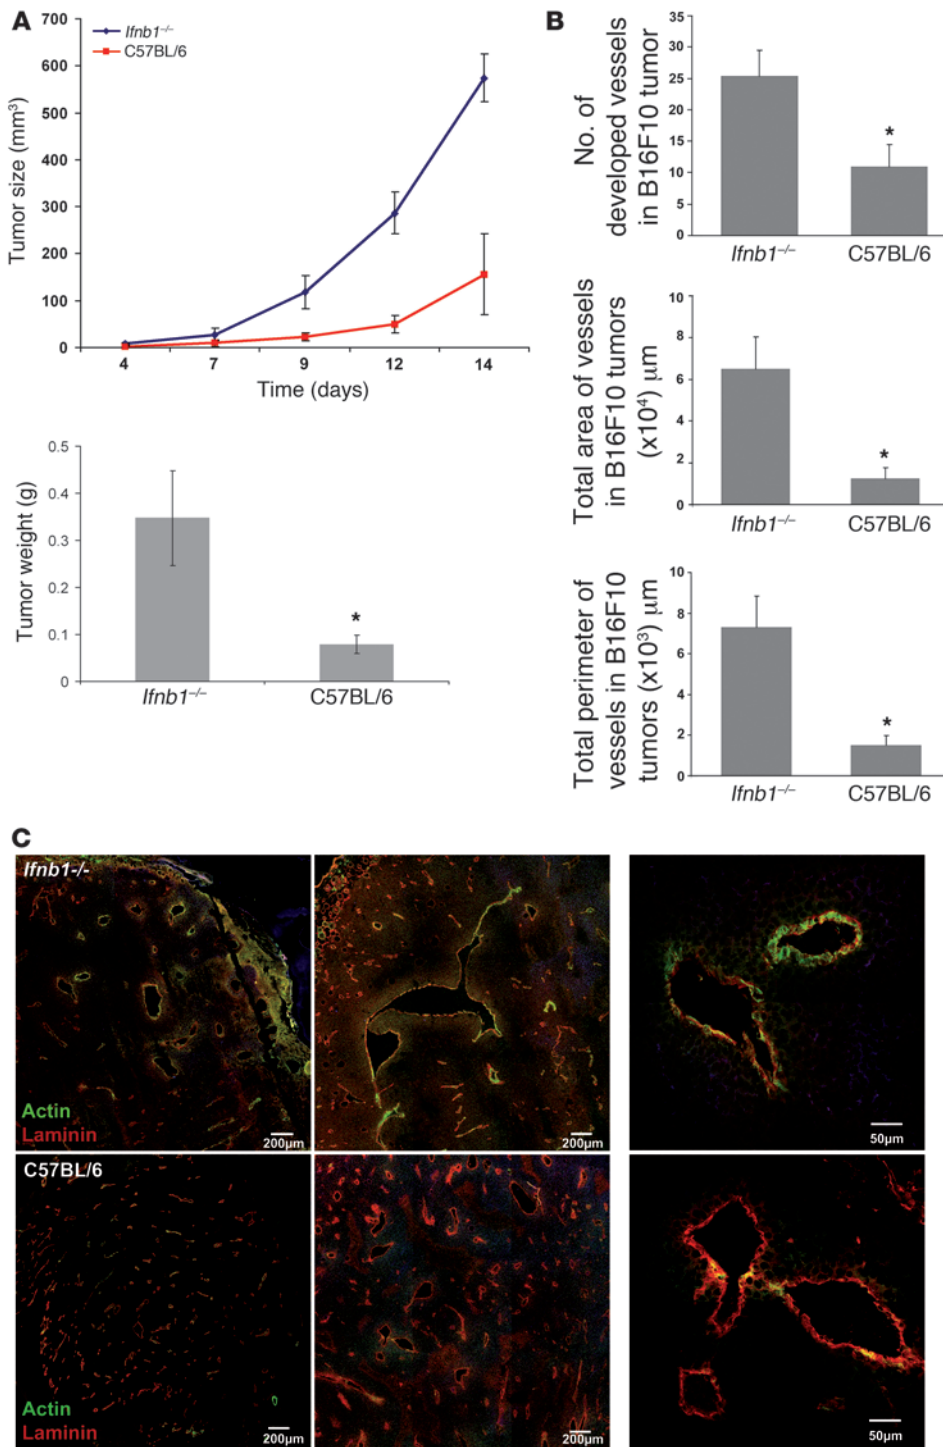 A
Ifnb1–/–
C57BL/6
700
600
500
400
300
200
100
0
Tumor size (mm³)
4 7 9 12 14
Time (days)
0.5
0.4
0.3
0.2
0.1
0
Tumor weight (g)
*
Ifnb1–/– C57BL/6
B
No. of
developed vessels
in B16F10 tumor
35
30
25
20
15
10
5
0
*
Ifnb1–/– C57BL/6
Total area of vessels
in B16F10 tumors
(x10⁴) μm
10
8
6
4
2
0
*
Ifnb1–/– C57BL/6
Total perimeter of
vessels in B16F10
tumors (x10³) μm
10
8
6
4
2
0
*
Ifnb1–/– C57BL/6
C
Ifnb1-/-
Actin
Laminin
200μm
200μm
50μm
C57BL/6
Actin
Laminin
200μm
200μm
50μm